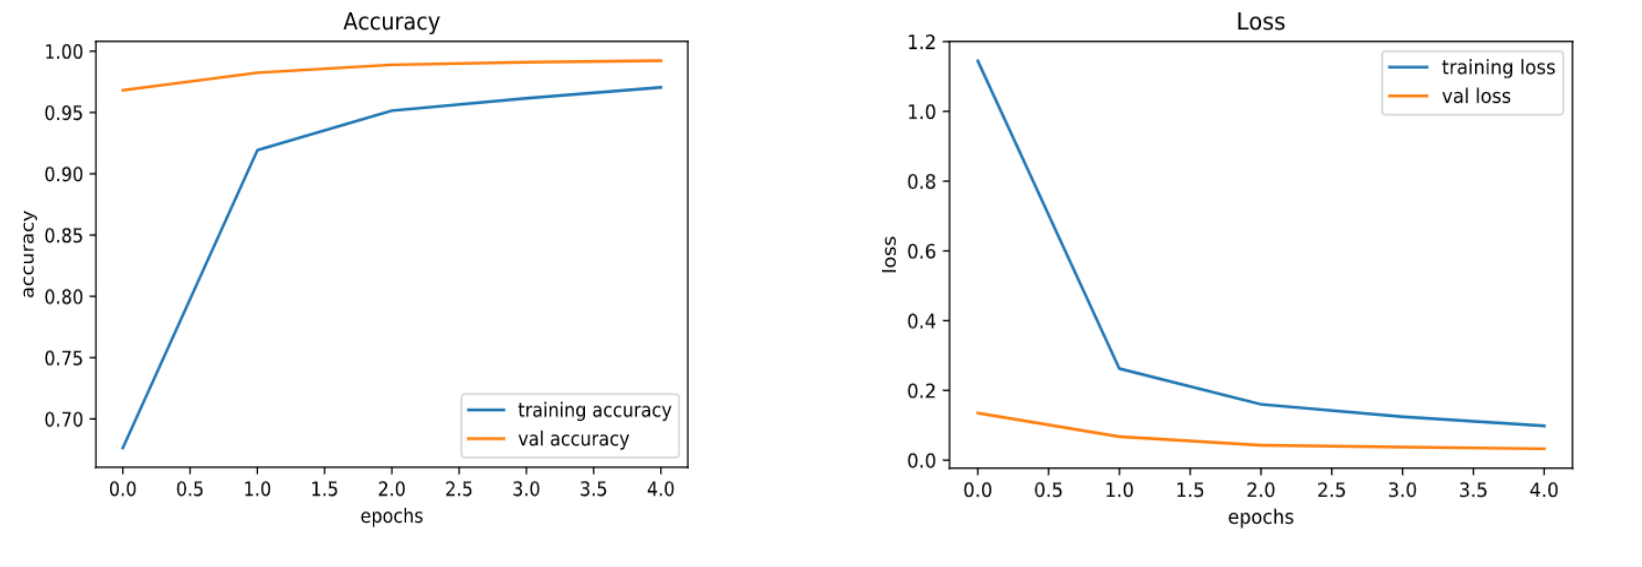 Accuracy
1.00
0.95
0.90
0.85
0.80
0.75
0.70
accuracy
training accuracy
val accuracy
0.0 0.5 1.0 1.5 2.0 2.5 3.0 3.5 4.0
epochs
Loss
1.2
1.0
0.8
0.6
0.4
0.2
0.0
loss
training loss
val loss
0.0 0.5 1.0 1.5 2.0 2.5 3.0 3.5 4.0
epochs